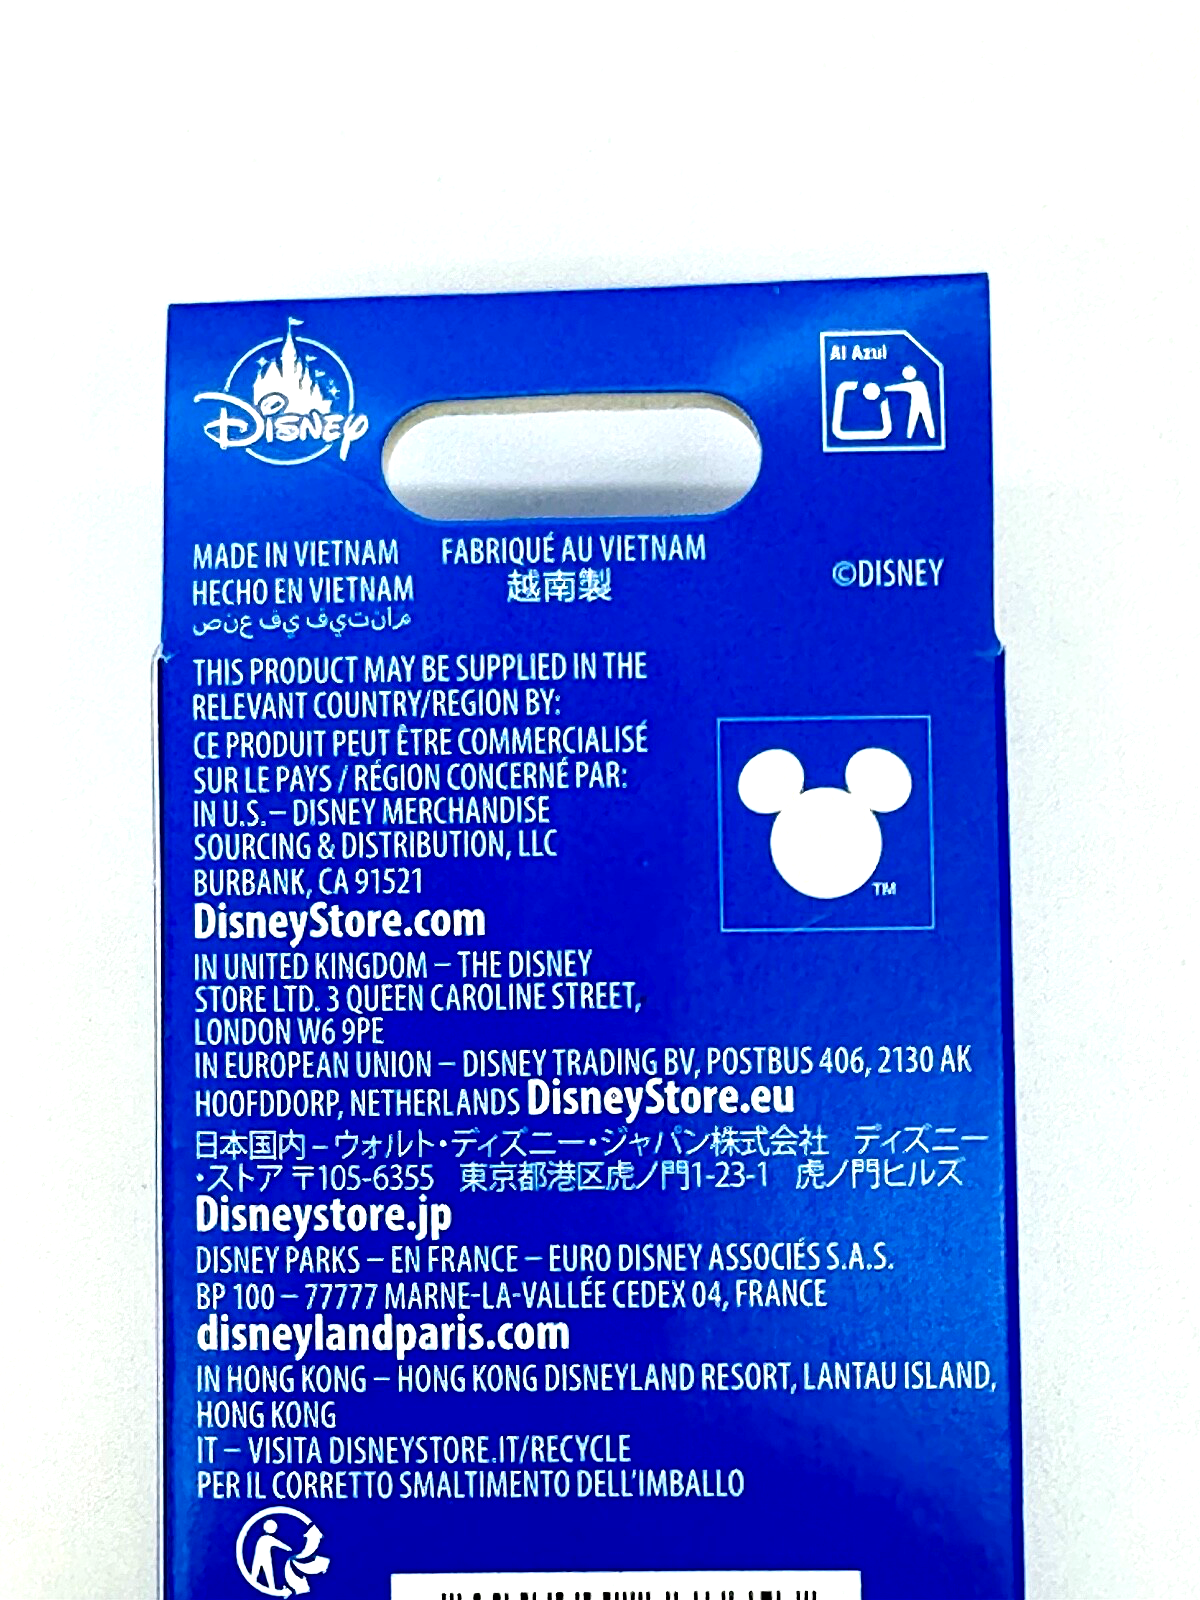 Disney
Al Azul
MADE IN VIETNAM FABRIQUÉ AU VIETNAM
HECHO EN VIETNAM 越南製
©DISNEY
ﻡﺍﻥﺕﻱﻑ ﻱﻑ ﻉﻥﺹ
THIS PRODUCT MAY BE SUPPLIED IN THE
RELEVANT COUNTRY/REGION BY:
CE PRODUIT PEUT ÊTRE COMMERCIALISÉ
SUR LE PAYS / RÉGION CONCERNÉ PAR:
IN U.S.– DISNEY MERCHANDISE
SOURCING & DISTRIBUTION, LLC
BURBANK, CA 91521
TM
DisneyStore.com
IN UNITED KINGDOM – THE DISNEY
STORE LTD. 3 QUEEN CAROLINE STREET,
LONDON W6 9PE
IN EUROPEAN UNION – DISNEY TRADING BV, POSTBUS 406, 2130 AK
HOOFDDORP, NETHERLANDS DisneyStore.eu
日本国内 – ウォルト・ディズニー・ジャパン株式会社 ディズニー
・ストア 〒105-6355 東京都港区虎ノ門1-23-1 虎ノ門ヒルズ
Disneystore.jp
DISNEY PARKS – EN FRANCE – EURO DISNEY ASSOCIÉS S.A.S.
BP 100 – 77777 MARNE-LA-VALLÉE CEDEX 04, FRANCE
disneylandparis.com
IN HONG KONG – HONG KONG DISNEYLAND RESORT, LANTAU ISLAND,
HONG KONG
IT – VISITA DISNEYSTORE.IT/RECYCLE
PER IL CORRETTO SMALTIMENTO DELL'IMBALLO